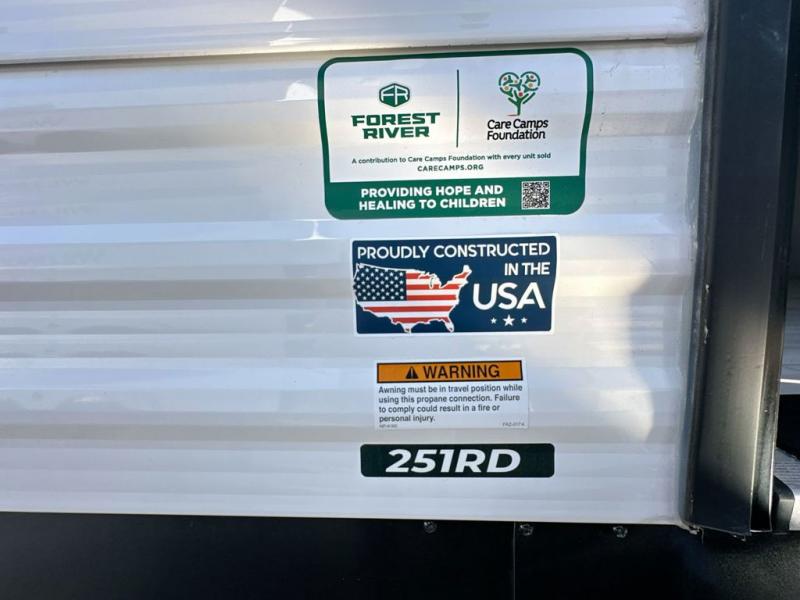 FR
FOREST
RIVER
Care Camps
Foundation
A contribution to Care Camps Foundation with every unit sold
CARECAMPS.ORG
PROVIDING HOPE AND
HEALING TO CHILDREN
PROUDLY CONSTRUCTED
IN THE
USA
WARNING
Awning must be in travel position while
using this propane connection. Failure
to comply could result in a fire or
personal injury.
251RD